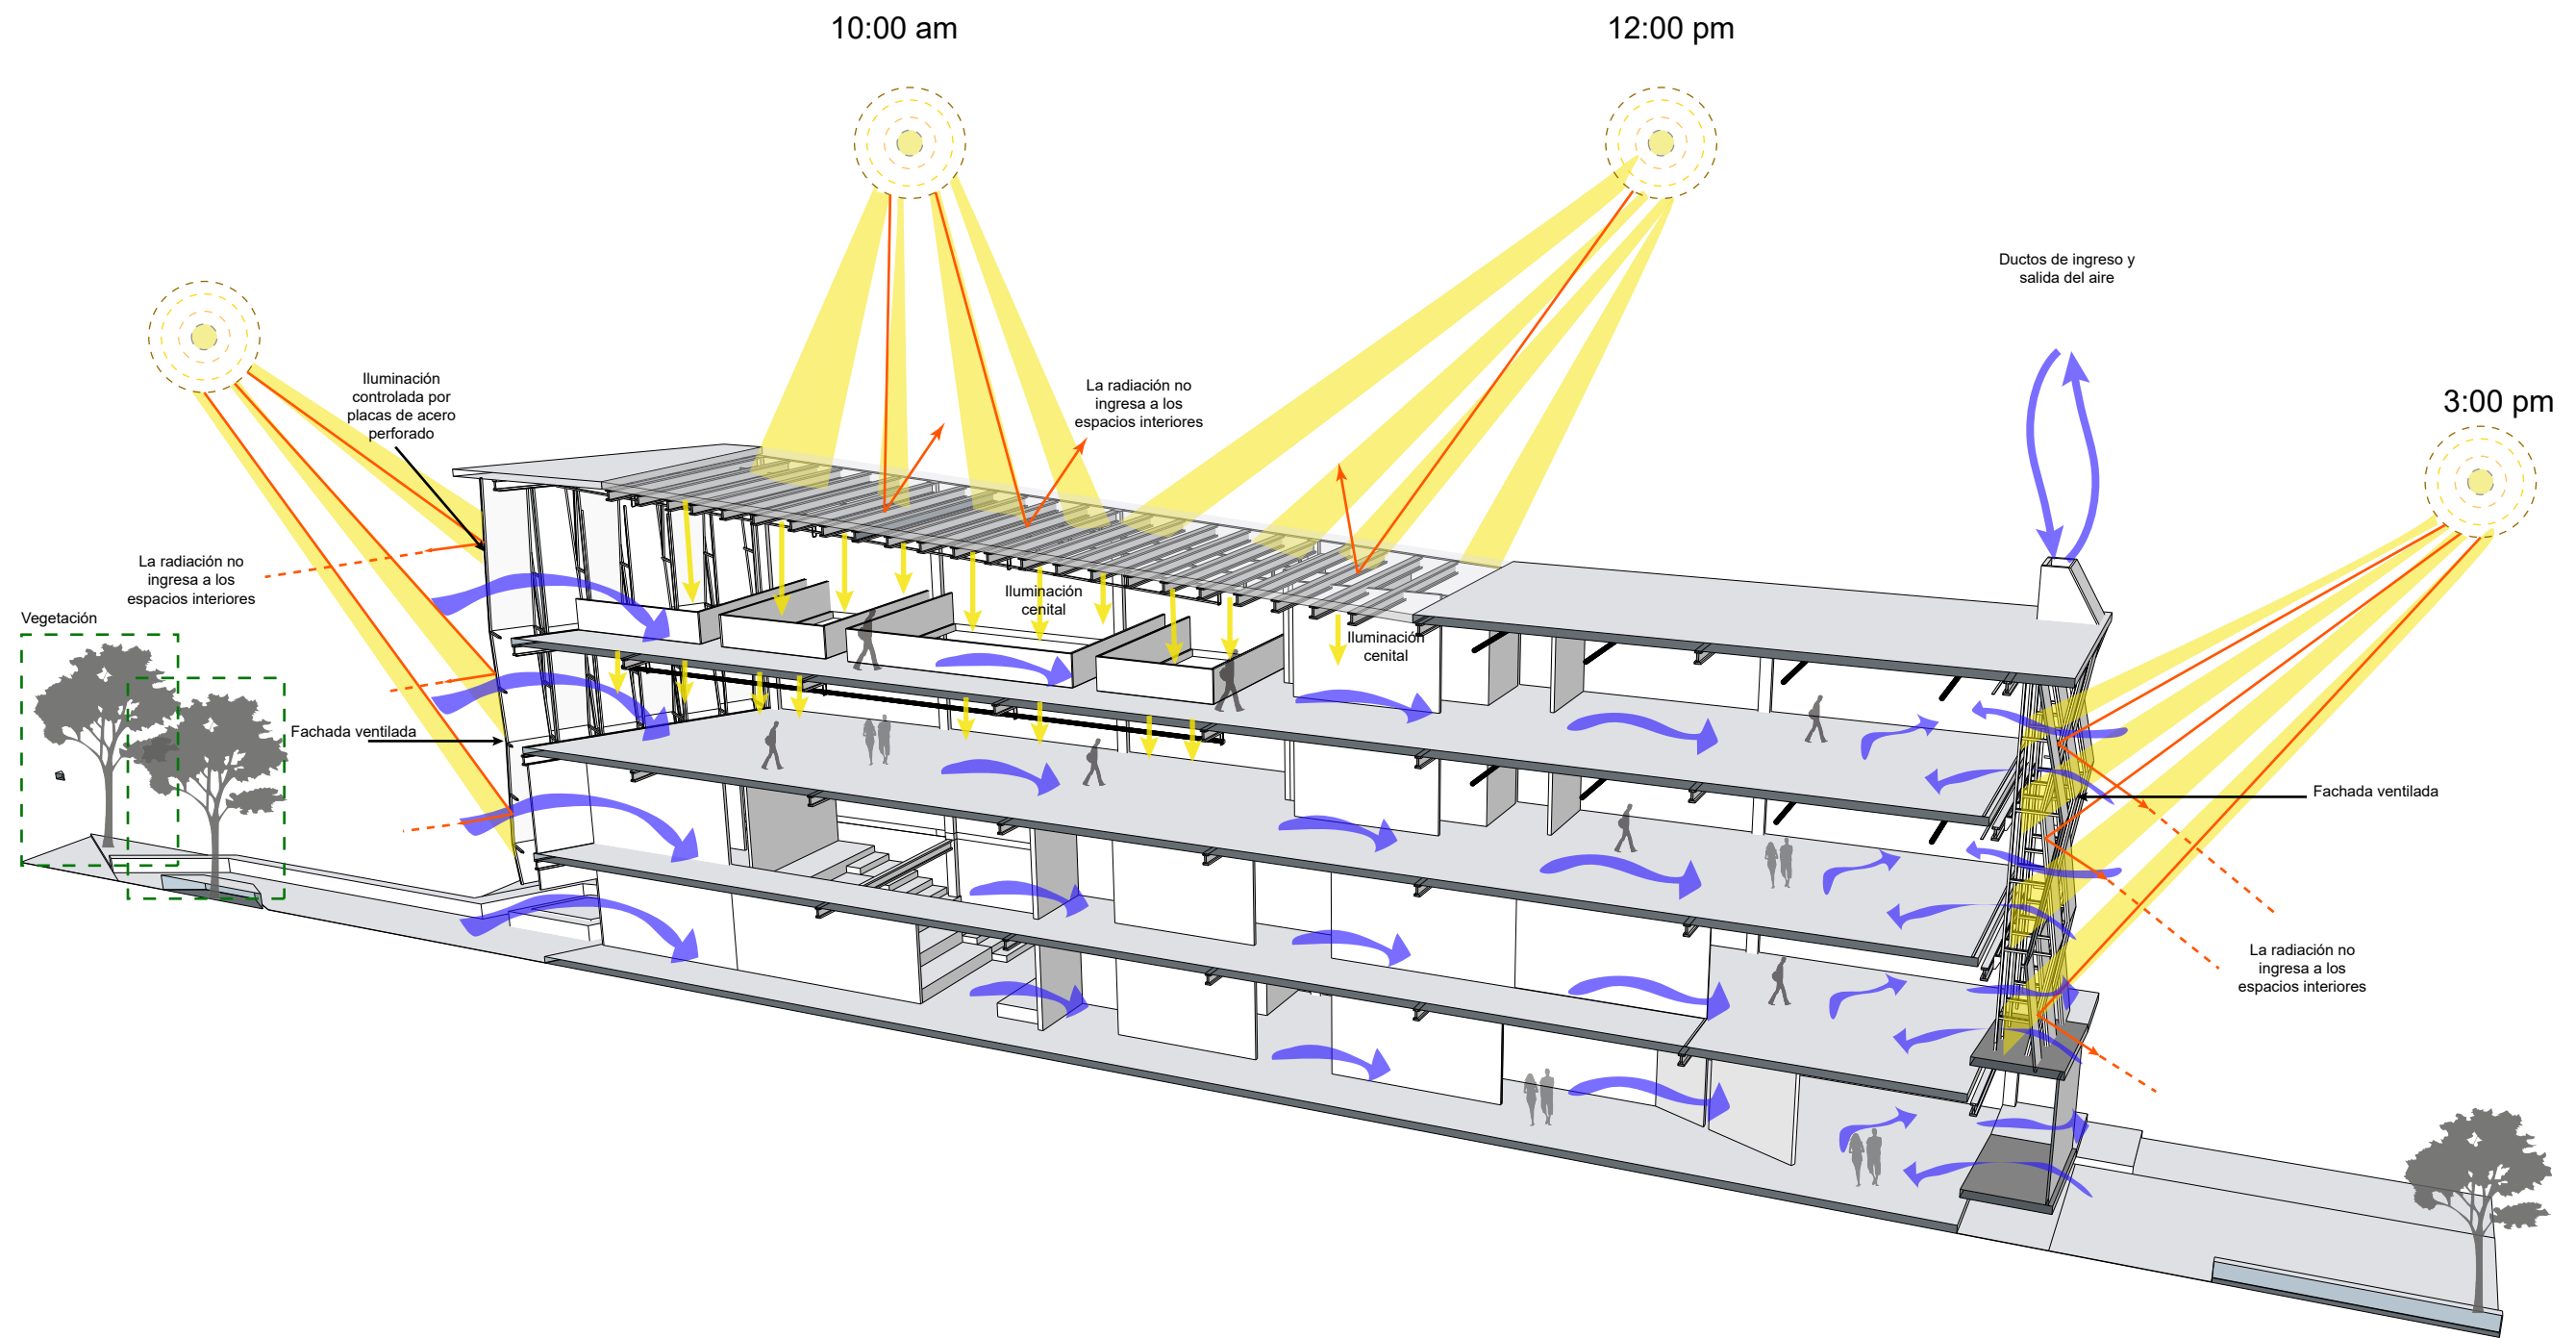 10:00 am
12:00 pm
Ductos de ingreso y
salida del aire
3:00 pm
Iluminación
controlada por
placas de acero
perforado
La radiación no
ingresa a los
espacios interiores
La radiación no
ingresa a los
espacios interiores
Vegetación
Iluminación
cenital
Iluminación
cenital
Fachada ventilada
Fachada ventilada
La radiación no
ingresa a los
espacios interiores